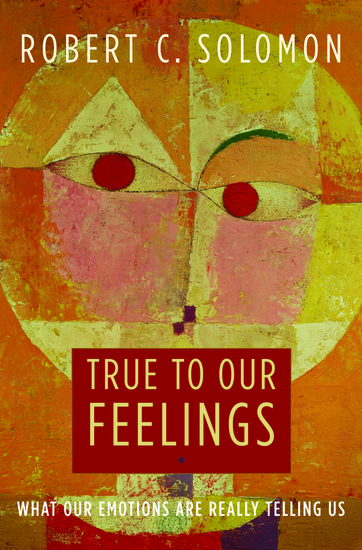 ROBERT C. SOLOMON
TRUE TO OUR
FEELINGS
WHAT OUR EMOTIONS ARE REALLY TELLING US